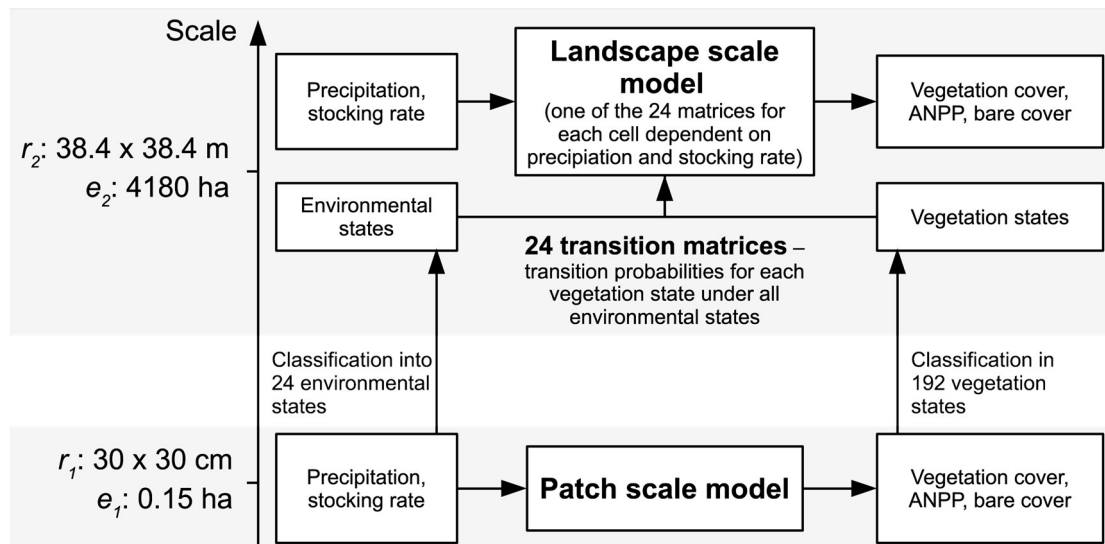 Scale
r2: 38.4 x 38.4 m
e2: 4180 ha
Precipitation,
stocking rate
Landscape scale
model
(one of the 24 matrices for
each cell dependent on
precipiation and stocking rate)
Vegetation cover,
ANPP, bare cover
Environmental
states
Vegetation states
24 transition matrices –
transition probabilities for each
vegetation state under all
environmental states
Classification into
24 environmental
states
Classification in
192 vegetation
states
r1: 30 x 30 cm
e1: 0.15 ha
Precipitation,
stocking rate
Patch scale model
Vegetation cover,
ANPP, bare cover